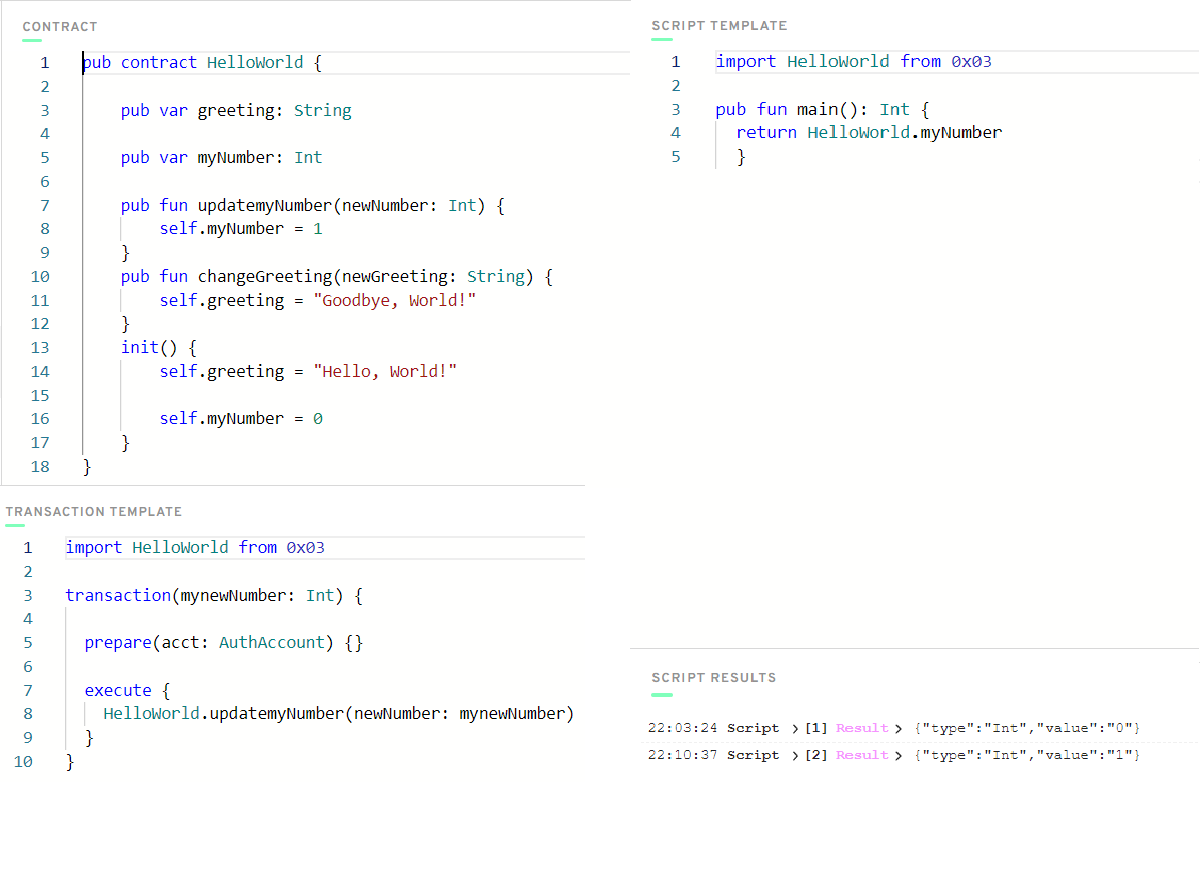 CONTRACT
1 pub contract HelloWorld {
2
3 pub var greeting: String
4
5 pub var myNumber: Int
6
7 pub fun updatemyNumber(newNumber: Int) {
8 self.myNumber = 1
9 }
10 pub fun changeGreeting(newGreeting: String) {
11 self.greeting = "Goodbye, World!"
12 }
13 init() {
14 self.greeting = "Hello, World!"
15
16 self.myNumber = 0
17 }
18 }
TRANSACTION TEMPLATE
1 import HelloWorld from 0x03
2
3 transaction(mynewNumber: Int) {
4
5 prepare(acct: AuthAccount) {}
6
7 execute {
8 HelloWorld.updatemyNumber(newNumber: mynewNumber)
9 }
10 }
SCRIPT TEMPLATE
1 import HelloWorld from 0x03
2
3 pub fun main(): Int {
4 return HelloWorld.myNumber
5 }
SCRIPT RESULTS
22:03:24 Script > [1] Result > {"type":"Int","value":"0"}
22:10:37 Script > [2] Result > {"type":"Int","value":"1"}